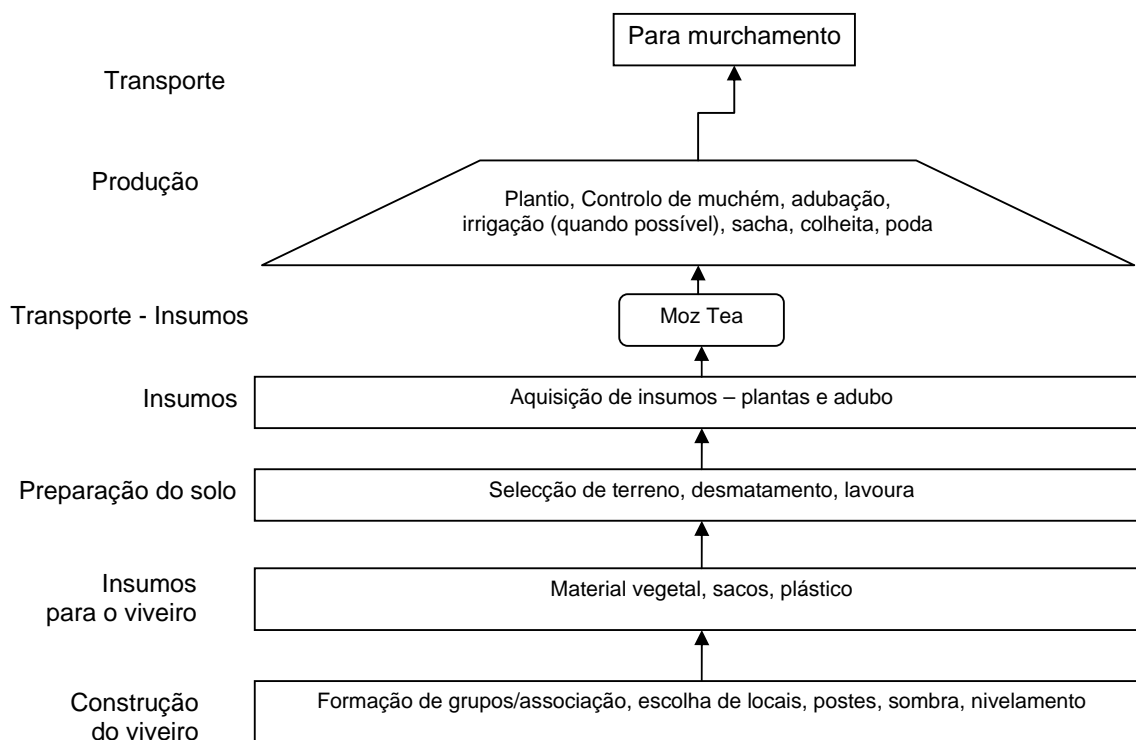 Para murchamento
Transporte
Produção
Plantio, Controlo de muchém, adubação,
irrigação (quando possível), sacha, colheita, poda
Transporte - Insumos
Moz Tea
Insumos
Aquisição de insumos – plantas e adubo
Preparação do solo
Selecção de terreno, desmatamento, lavoura
Insumos
para o viveiro
Material vegetal, sacos, plástico
Construção
do viveiro
Formação de grupos/associação, escolha de locais, postes, sombra, nivelamento